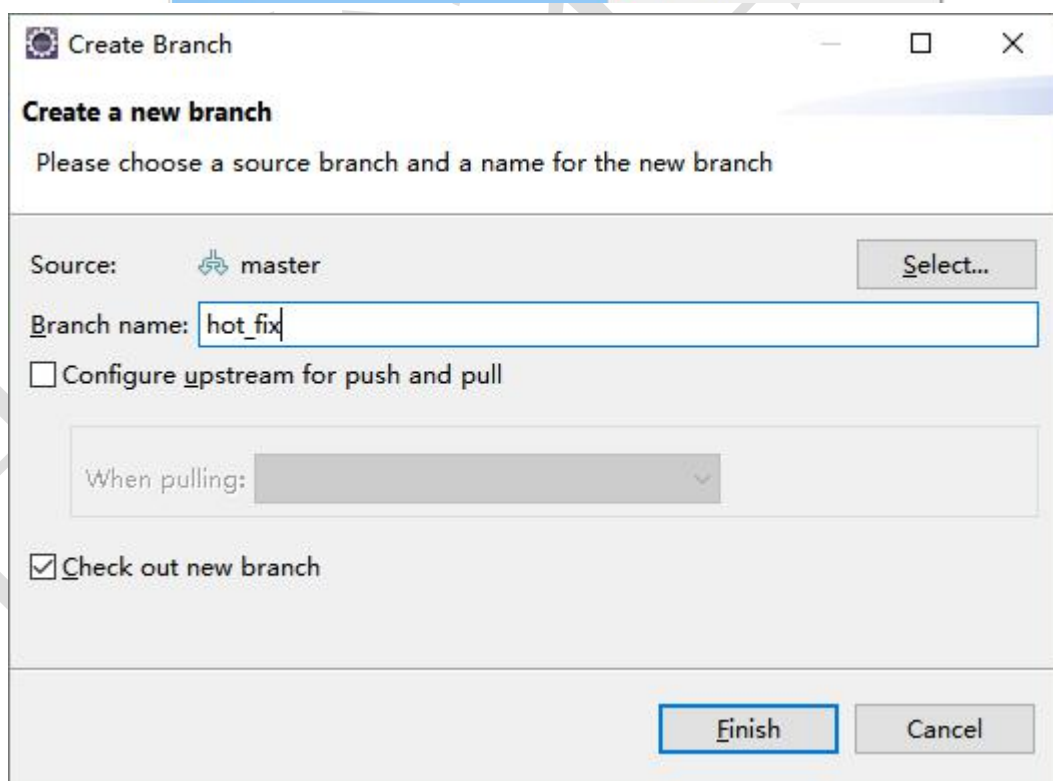 Create Branch
Create a new branch
Please choose a source branch and a name for the new branch
Source: master Select...
Branch name: hot_fix
Configure upstream for push and pull
When pulling:
Check out new branch
Finish Cancel